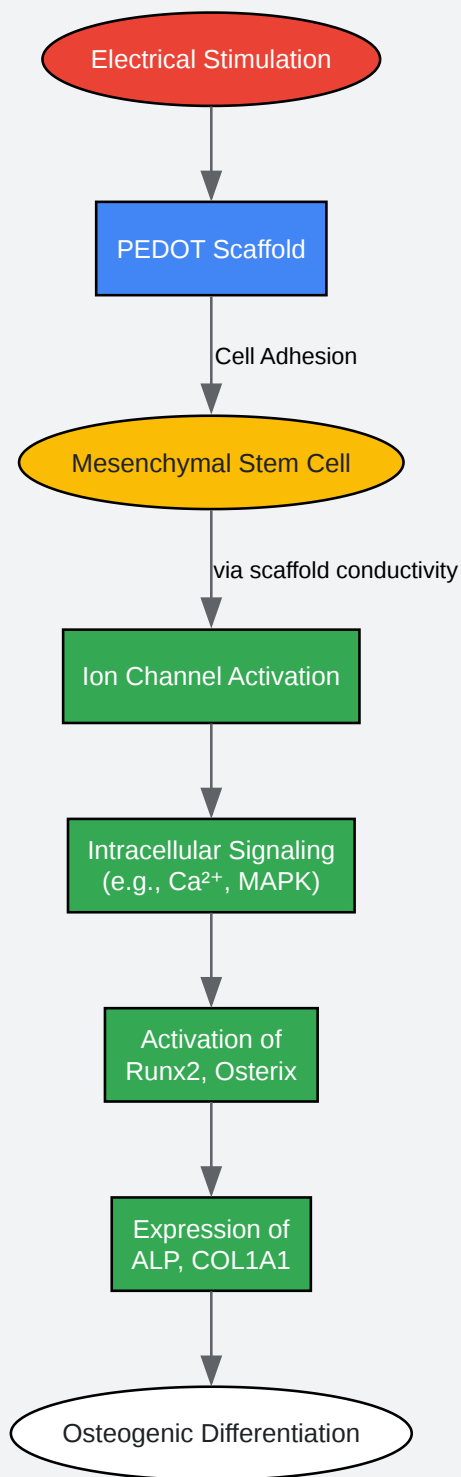 Electrical Stimulation
PEDOT Scaffold
Cell Adhesion
Mesenchymal Stem Cell
via scaffold conductivity
Ion Channel Activation
Intracellular Signaling
(e.g., Ca²⁺, MAPK)
Activation of
Runx2, Osterix
Expression of
ALP, COL1A1
Osteogenic Differentiation